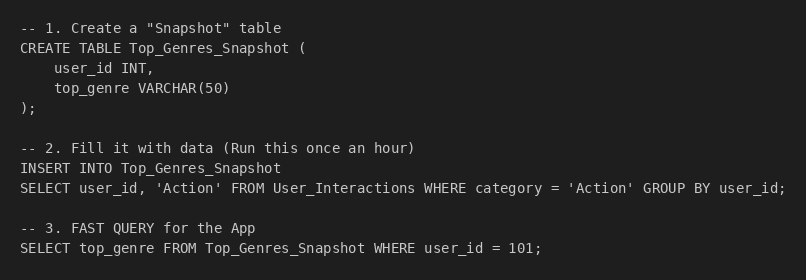 -- 1. Create a "Snapshot" table
CREATE TABLE Top_Genres_Snapshot (
    user_id INT,
    top_genre VARCHAR(50)
);

-- 2. Fill it with data (Run this once an hour)
INSERT INTO Top_Genres_Snapshot
SELECT user_id, 'Action' FROM User_Interactions WHERE category = 'Action' GROUP BY user_id;

-- 3. FAST QUERY for the App
SELECT top_genre FROM Top_Genres_Snapshot WHERE user_id = 101;